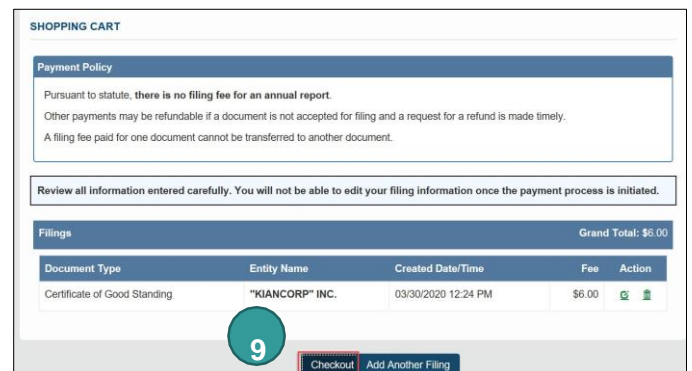 SHOPPING CART
Payment Policy
Pursuant to statute, there is no filing fee for an annual report.
Other payments may be refundable if a document is not accepted for filing and a request for a refund is made timely.
A filing fee paid for one document cannot be transferred to another document.
Review all information entered carefully. You will not be able to edit your filing information once the payment process is initiated.
Filings Grand Total: $6.00
Document Type Entity Name Created Date/Time Fee Action
Certificate of Good Standing "KIANCORP" INC. 03/30/2020 12:24 PM $6.00
9
Checkout Add Another Filing